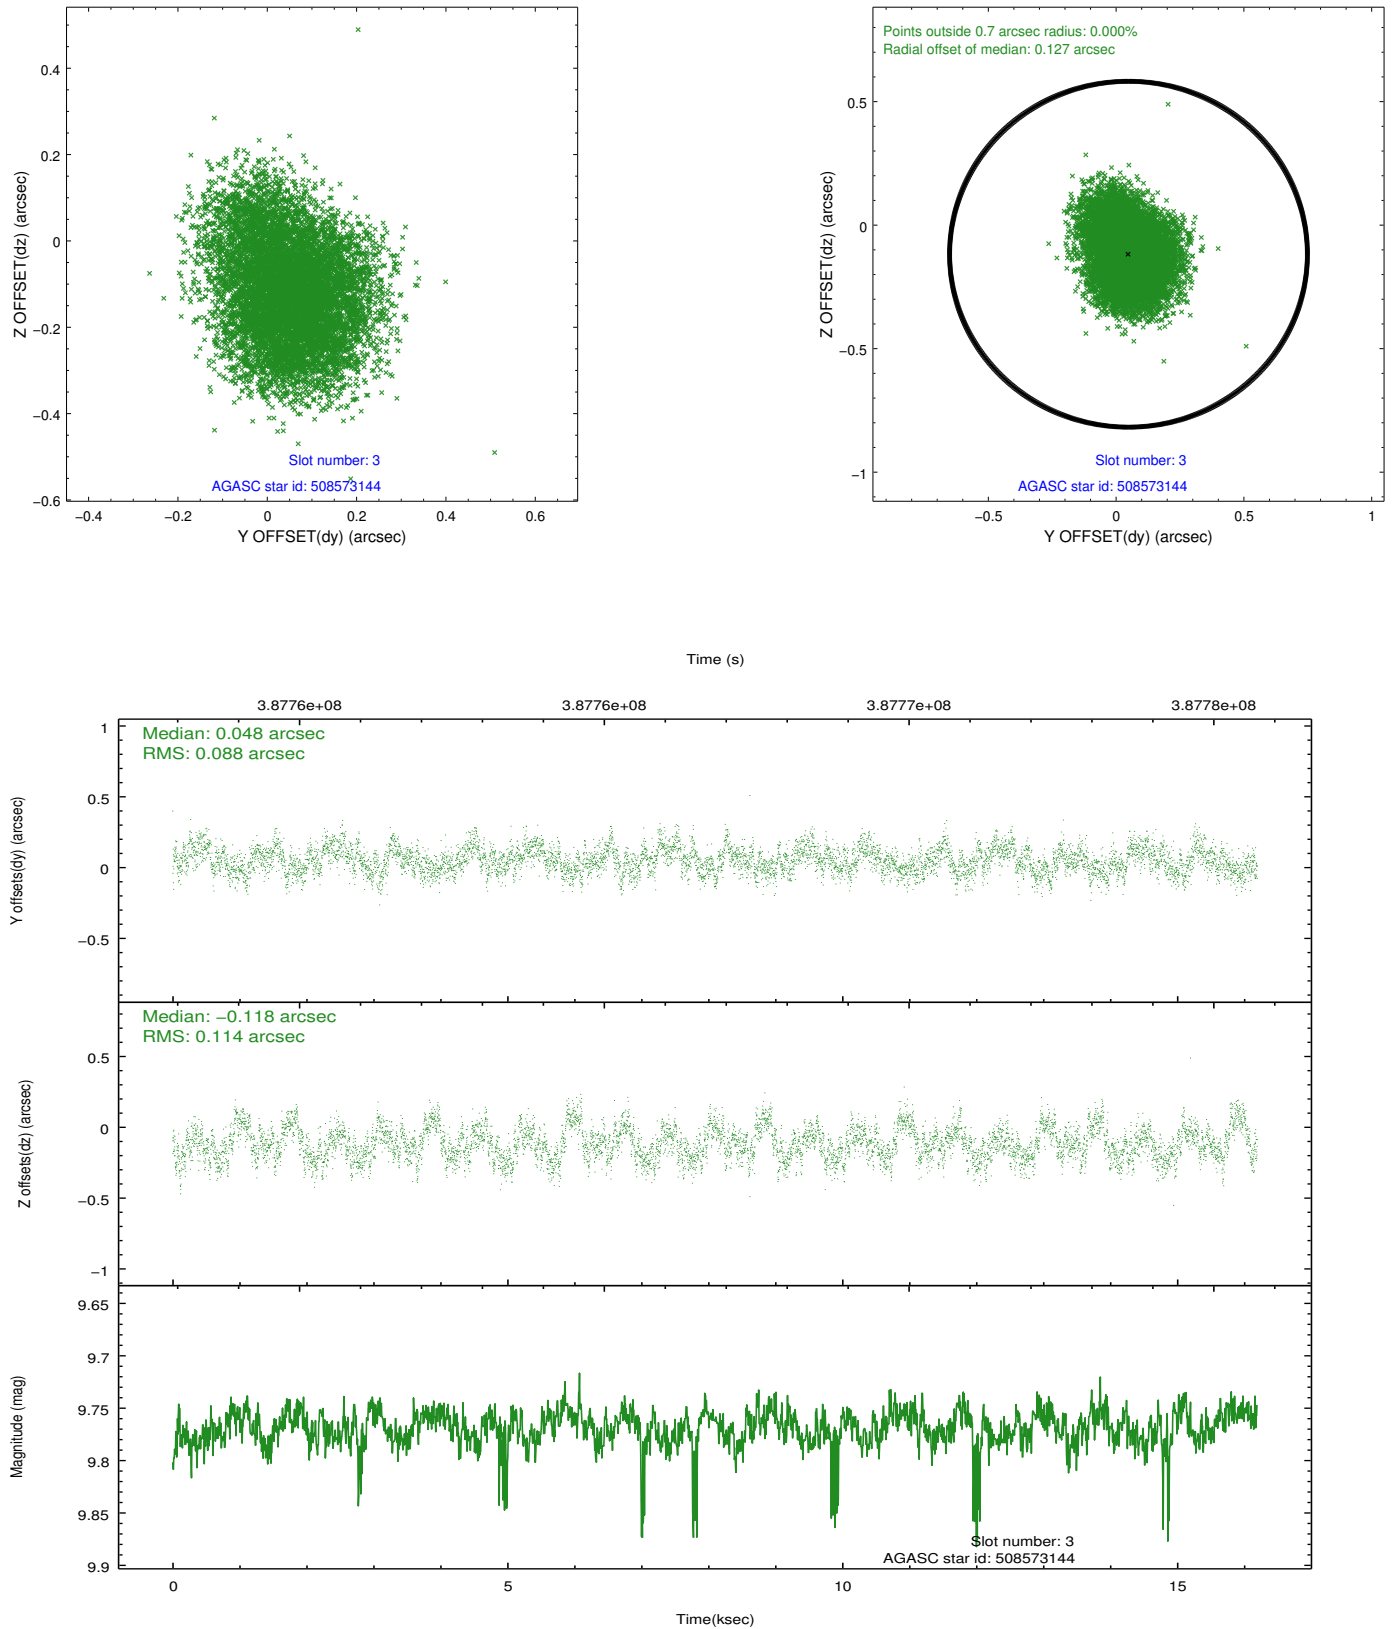 0.4
0.2
0
−0.2
−0.4
−0.6
Z OFFSET(dz) (arcsec)
Slot number: 3
AGASC star id: 508573144
−0.4 −0.2 0 0.2 0.4 0.6
Y OFFSET(dy) (arcsec)
Points outside 0.7 arcsec radius: 0.000%
Radial offset of median: 0.127 arcsec
0.5
0
−0.5
−1
Z OFFSET(dz) (arcsec)
Slot number: 3
AGASC star id: 508573144
−0.5 0 0.5 1
Y OFFSET(dy) (arcsec)
Time (s)
3.8776e+08 3.8776e+08 3.8777e+08 3.8778e+08
Median: 0.048 arcsec
RMS: 0.088 arcsec
1
0.5
0
−0.5
Y offsets(dy) (arcsec)
Median: −0.118 arcsec
RMS: 0.114 arcsec
0.5
0
−0.5
−1
Z offsets(dz) (arcsec)
9.65
9.7
9.75
9.8
9.85
9.9
Magnitude (mag)
Slot number: 3
AGASC star id: 508573144
0 5 10 15
Time(ksec)